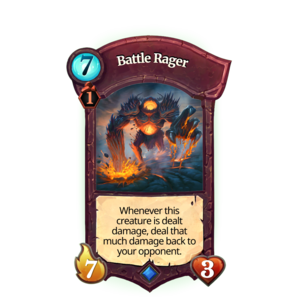 7
Battle Rager
1
Whenever this
creature is dealt
damage, deal that
much damage back to
your opponent.
7
3